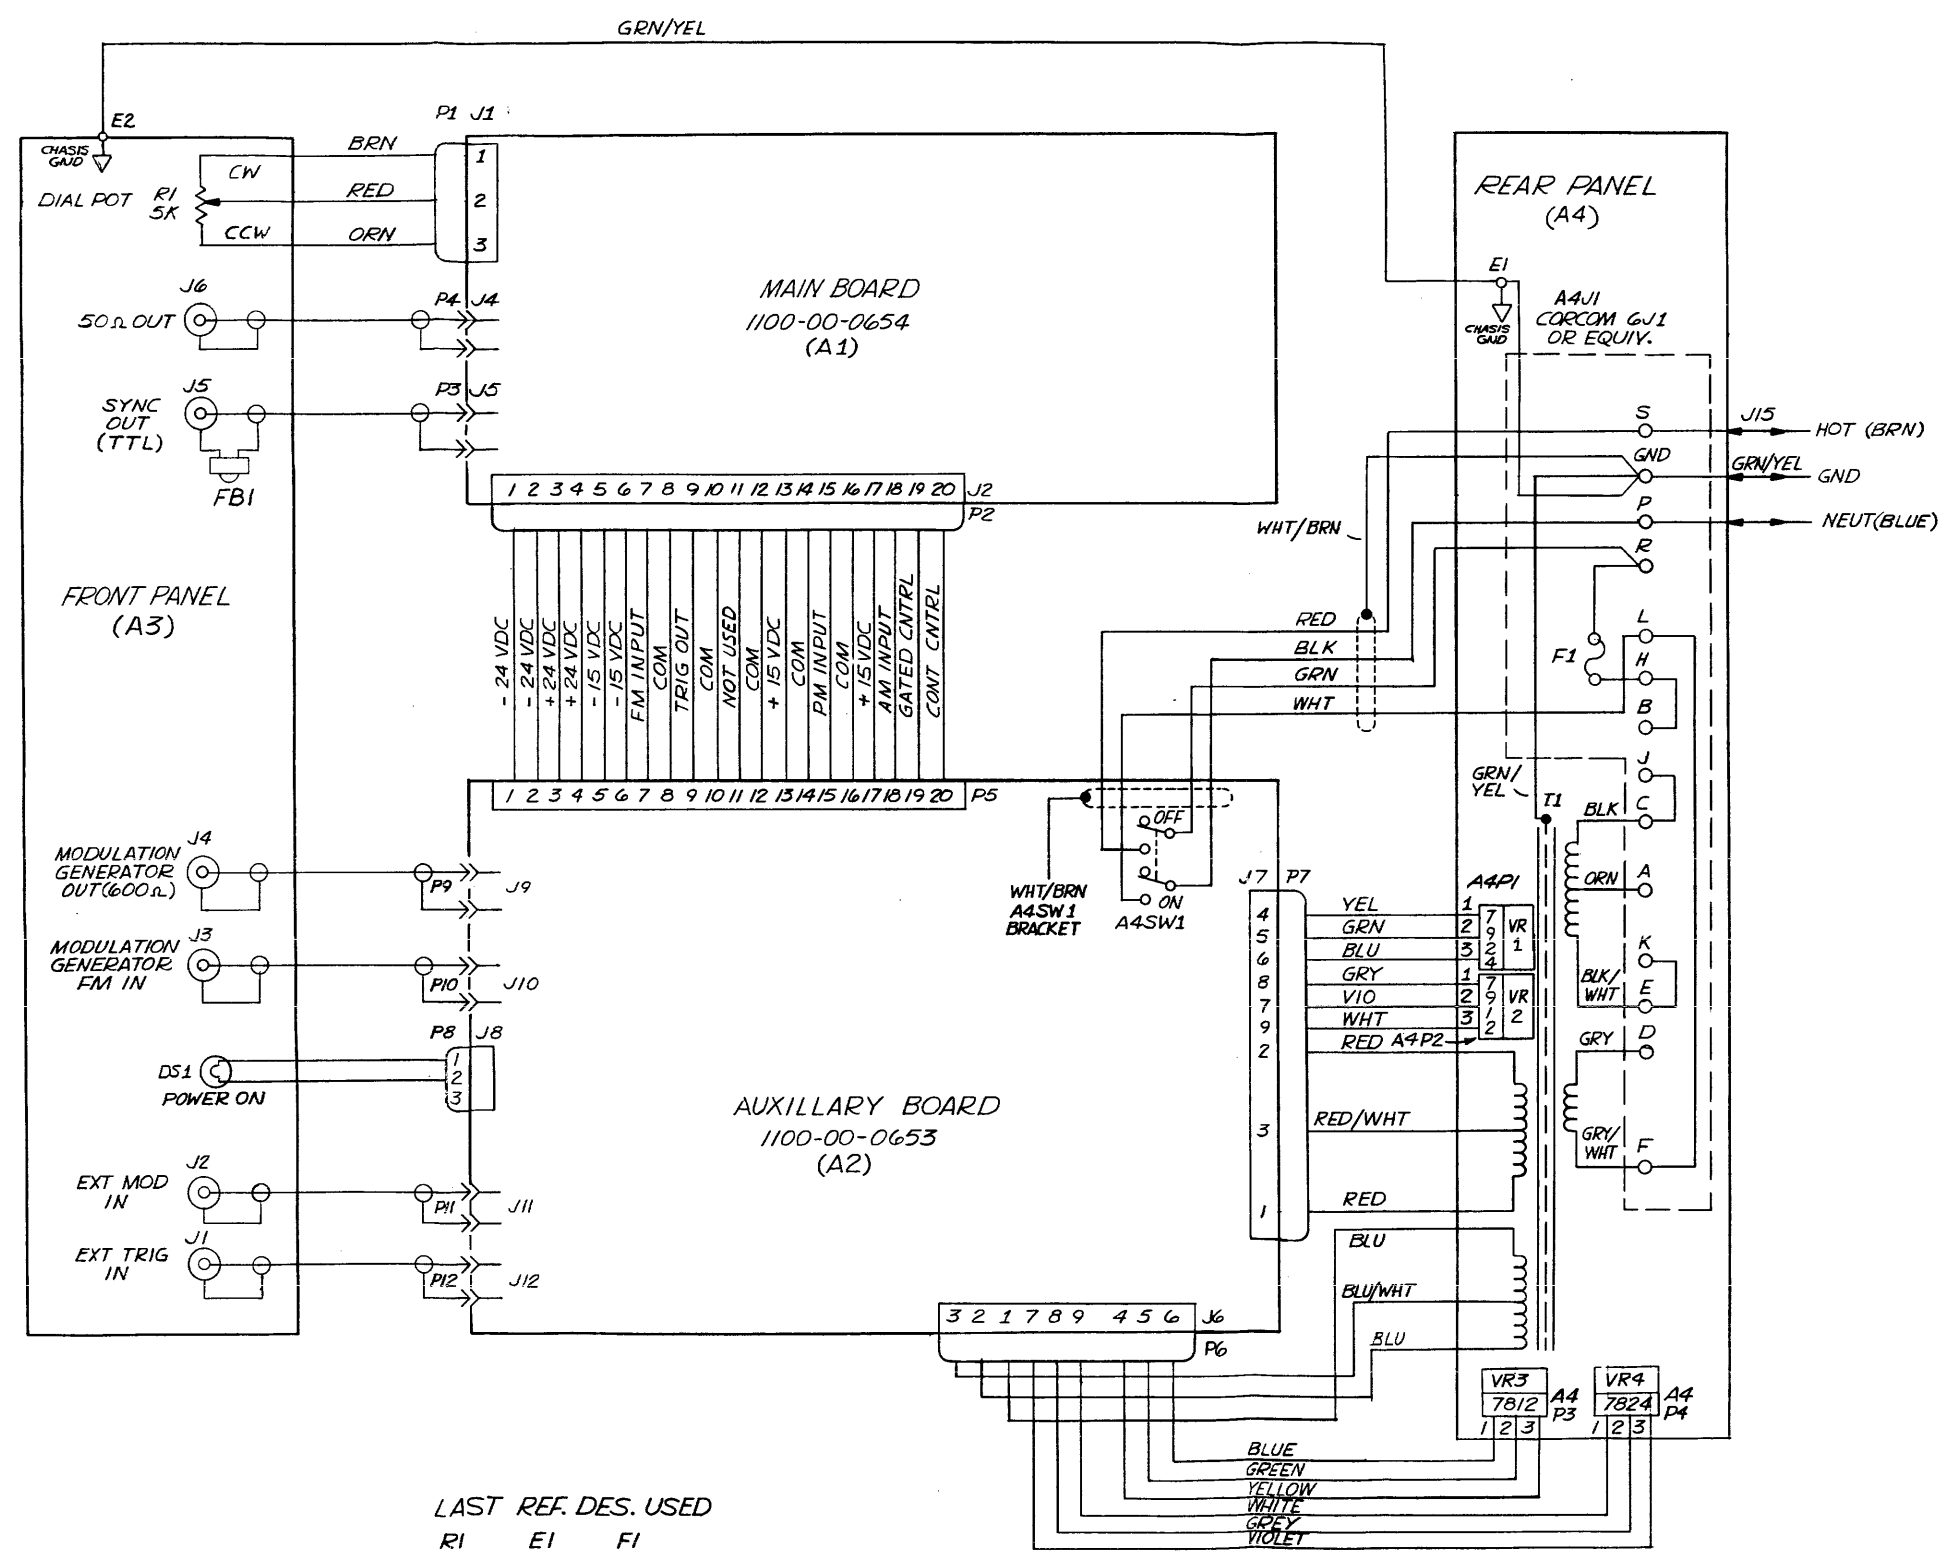 GRN/YEL
E2
CHASIS
GND
P1 J1
BRN
CW
1
DIAL POT
R1
5K
RED
2
CCW
ORN
3
J6
50Ω OUT
P4 J4
J5
SYNC
OUT
(TTL)
FB1
P3 J5
MAIN BOARD
1100-00-0654
(A1)
1 2 3 4 5 6 7 8 9 10 11 12 13 14 15 16 17 18 19 20
J2
P2
FRONT PANEL
(A3)
- 24 VDC
- 24 VDC
+ 24 VDC
+ 24 VDC
- 15 VDC
- 15 VDC
FM INPUT
COM
TRIG OUT
COM
NOT USED
COM
+ 15 VDC
COM
PM INPUT
COM
+ 15 VDC
AM INPUT
GATED CNTRL
CONT CNTRL
1 2 3 4 5 6 7 8 9 10 11 12 13 14 15 16 17 18 19 20 P5
REAR PANEL
(A4)
E1
CHASIS
GND
A4J1
CORCOM 6J1
OR EQUIV.
S
J15
HOT (BRN)
GND
GRN/YEL
GND
P
NEUT(BLUE)
R
WHT/BRN
RED
BLK
GRN
WHT
L
F1
H
B
J
GRN/
YEL
T1
BLK
C
ORN
A
K
BLK/
WHT
E
GRY
D
GRY/
WHT
F
OFF
ON
A4SW1
WHT/BRN
A4SW1
BRACKET
J4
MODULATION
GENERATOR
OUT(600Ω)
P9
J9
J3
MODULATION
GENERATOR
FM IN
P10
J10
P8 J8
DS1
POWER ON
1
2
3
AUXILLARY BOARD
1100-00-0653
(A2)
J2
EXT MOD
IN
P11
J11
J1
EXT TRIG
IN
P12
J12
J7 P7
4
5
6
8
7
9
2
3
1
YEL
GRN
BLU
GRY
VIO
WHT
RED
RED/WHT
RED
A4P1
1
2
3
7
9
2
4
VR
1
1
2
3
7
9
1
2
VR
2
A4P2
BLU
BLU/WHT
BLU
3 2 1 7 8 9 4 5 6
J6
P6
VR3
7812
A4
P3
1 2 3
VR4
7824
A4
P4
1 2 3
BLUE
GREEN
YELLOW
WHITE
GREY
VIOLET
LAST REF. DES. USED
R1 E1 F1